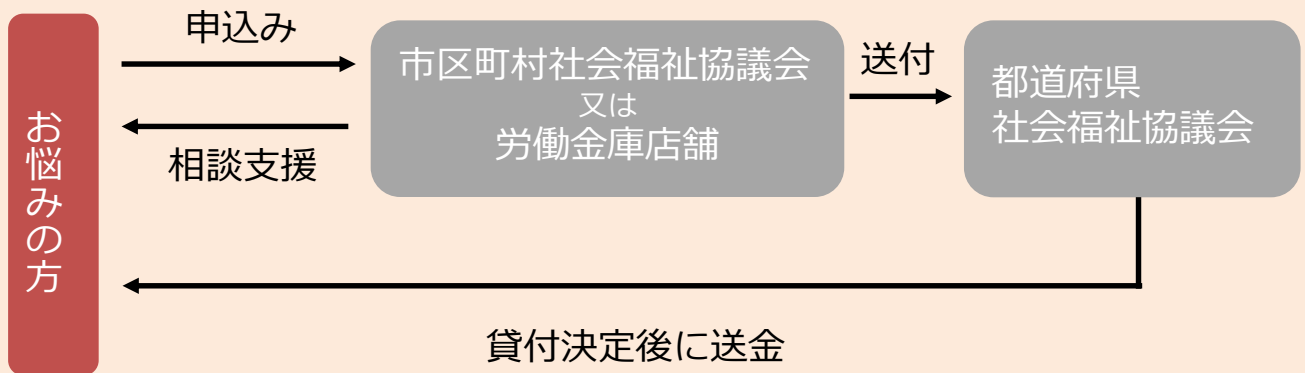 お悩みの方
申込み
相談支援
市区町村社会福祉協議会
又は
労働金庫店舗
送付
都道府県
社会福祉協議会
貸付決定後に送金